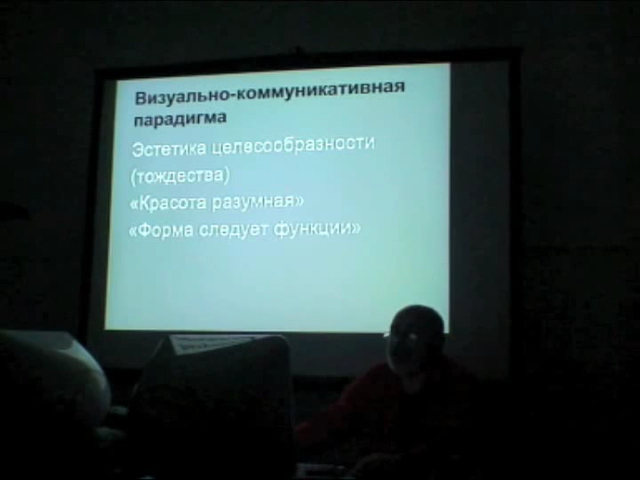 Визуально-коммуникативная
парадигма
Эстетика целесообразности
(тождества)
«Красота разумная»
«Форма следует функции»